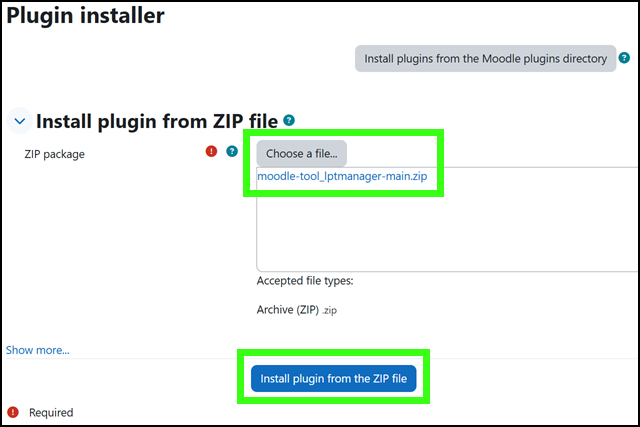 Plugin installer
Install plugins from the Moodle plugins directory
Install plugin from ZIP file
ZIP package
Choose a file...
moodle-tool_lptmanager-main.zip
Accepted file types:
Archive (ZIP) .zip
Show more...
Install plugin from the ZIP file
Required